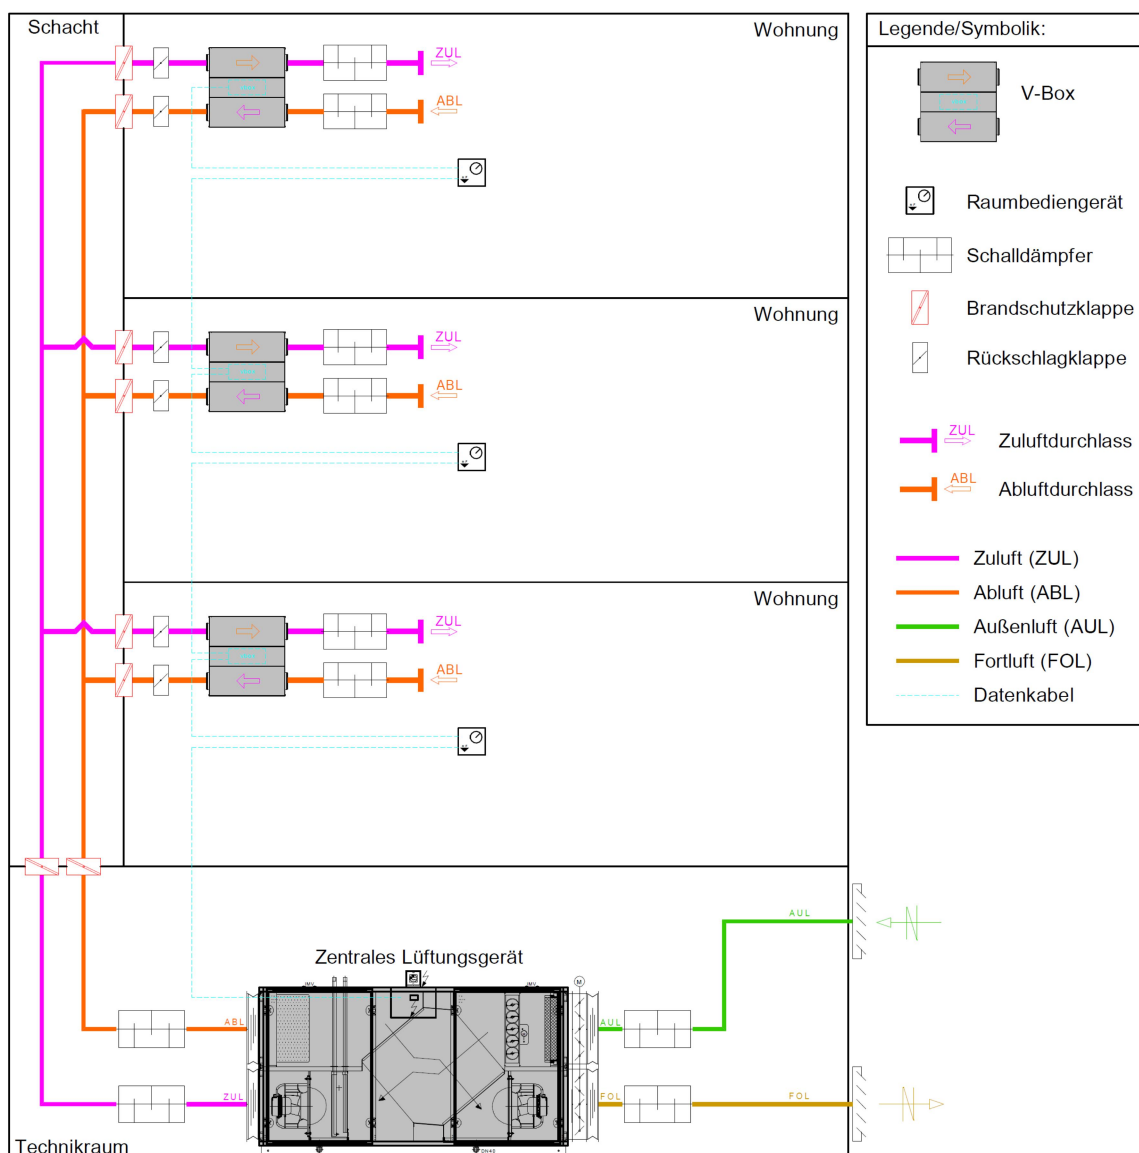 Schacht
Wohnung
ZUL
ABL
Wohnung
ZUL
ABL
Wohnung
ZUL
ABL
Legende/Symbolik:
V-Box
Raumbediengerät
Schalldämpfer
Brandschutzklappe
Rückschlagklappe
ZUL
Zuluftdurchlass
ABL
Abluftdurchlass
Zuluft (ZUL)
Abluft (ABL)
Außenluft (AUL)
Fortluft (FOL)
Datenkabel
AUL
Zentrales Lüftungsgerät
M
ABL
AUL
ZUL
FOL
FOL
DN40
Technikraum